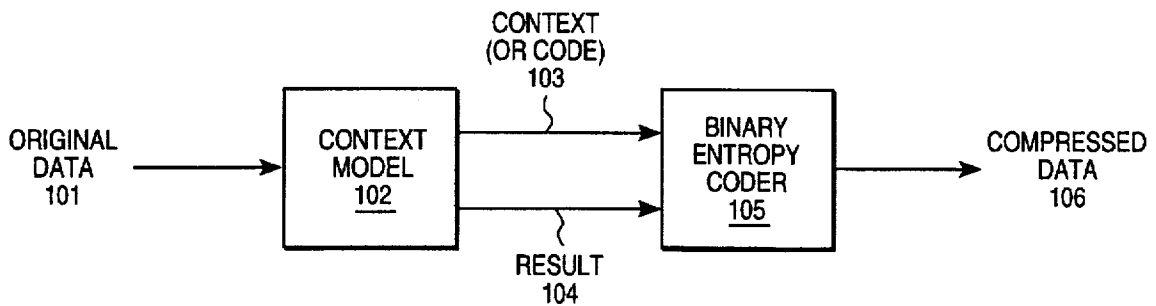 ORIGINAL
DATA
101
CONTEXT
MODEL
102
CONTEXT
(OR CODE)
103
RESULT
104
BINARY
ENTROPY
CODER
105
COMPRESSED
DATA
106